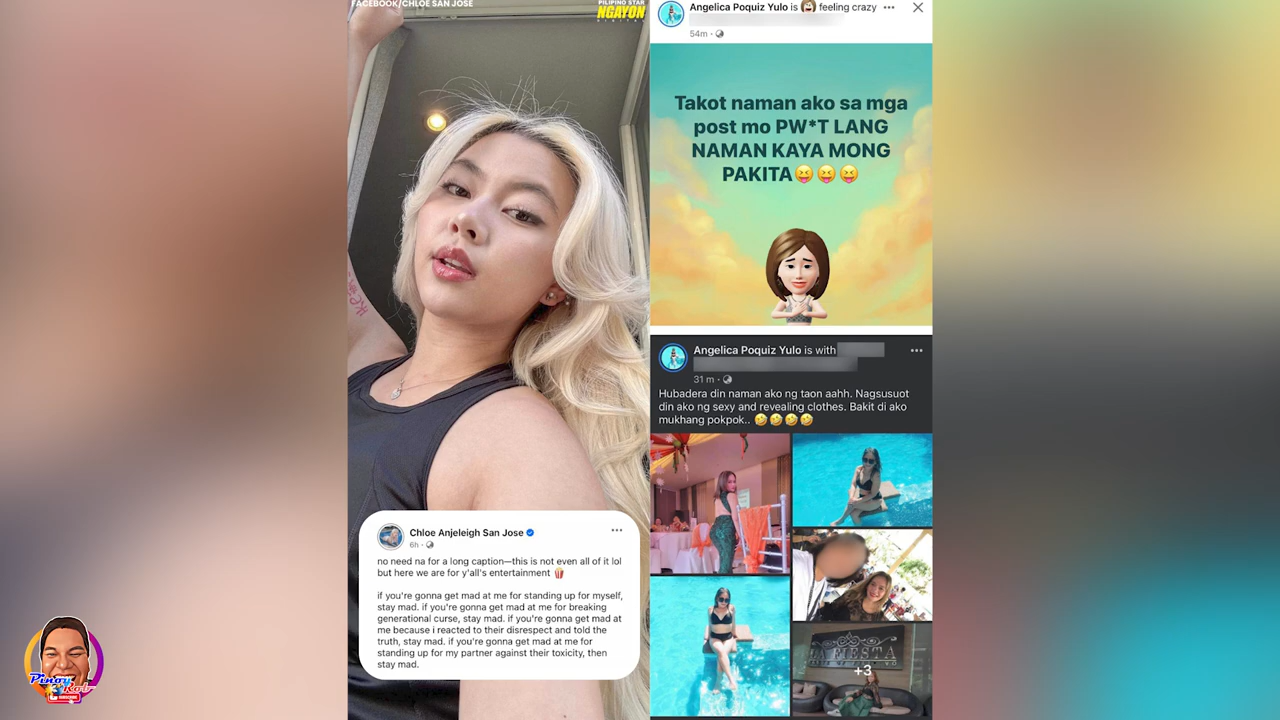 FACEBOOK/CHLOE SAN JOSE
PILIPINO STAR
NGAYON
DIGITAL
Chloe Anjeleigh San Jose
6h
no need na for a long caption—this is not even all of it lol
but here we are for y'all's entertainment 🍿
if you're gonna get mad at me for standing up for myself,
stay mad. if you're gonna get mad at me for breaking
generational curse, stay mad. if you're gonna get mad at
me because i reacted to their disrespect and told the
truth, stay mad. if you're gonna get mad at me for
standing up for my partner against their toxicity, then
stay mad.
Angelica Poquiz Yulo is feeling crazy
54m
Takot naman ako sa mga
post mo PW*T LANG
NAMAN KAYA MONG
PAKITA😝😝😝
Angelica Poquiz Yulo is with
31 m
Hubadera din naman ako ng taon aahh. Nagsusuot
din ako ng sexy and revealing clothes. Bakit di ako
mukhang pokpok.. 🤣🤣🤣🤣
FIESTA
+3
Pinoy
SUBSCRIBE